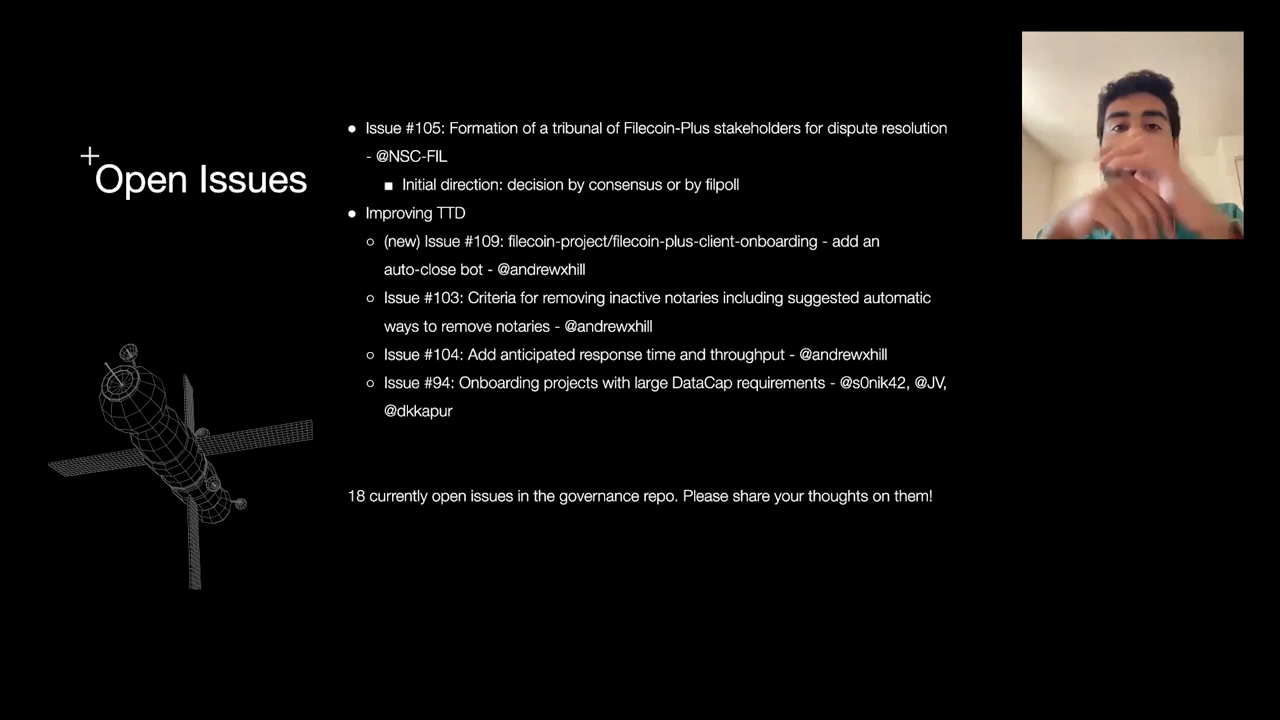 Open Issues
● Issue #105: Formation of a tribunal of Filecoin-Plus stakeholders for dispute resolution
- @NSC-FIL
■ Initial direction: decision by consensus or by filpoll
● Improving TTD
○ (new) Issue #109: filecoin-project/filecoin-plus-client-onboarding - add an
auto-close bot - @andrewxhill
○ Issue #103: Criteria for removing inactive notaries including suggested automatic
ways to remove notaries - @andrewxhill
○ Issue #104: Add anticipated response time and throughput - @andrewxhill
○ Issue #94: Onboarding projects with large DataCap requirements - @s0nik42, @JV,
@dkkapur
18 currently open issues in the governance repo. Please share your thoughts on them!